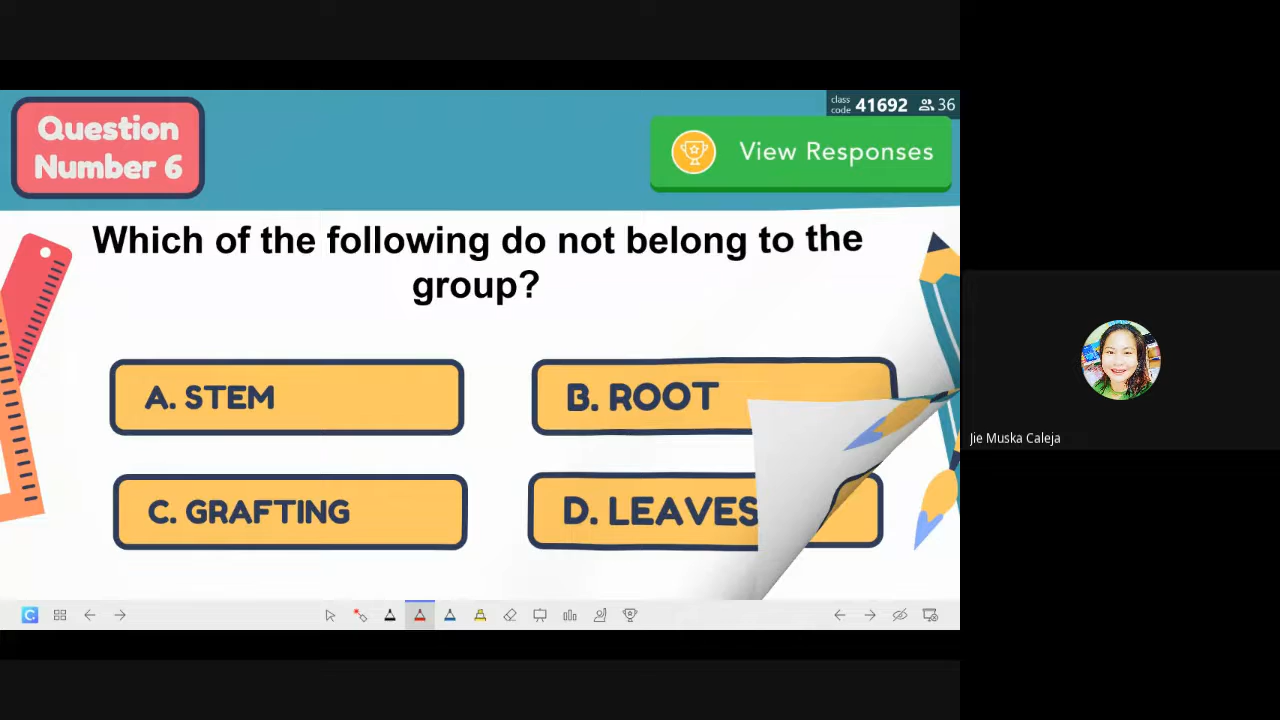 Question
Number 6
class
code 41692 36
View Responses
Which of the following do not belong to the
group?
A. STEM
B. ROOT
C. GRAFTING
D. LEAVES
Jie Muska Caleja